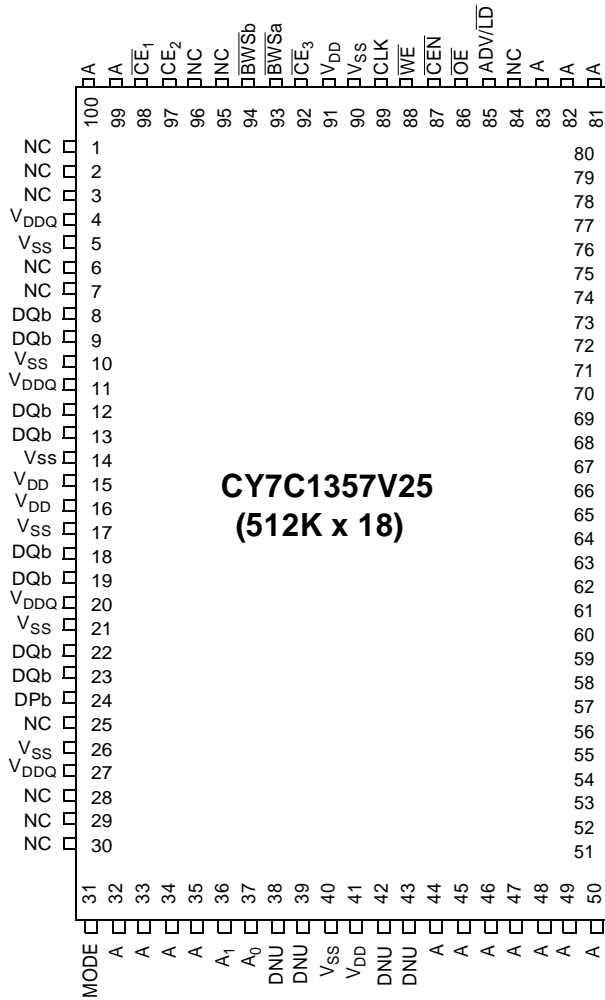 A
A
CE1
CE2
NC
NC
BWSb
BWSa
CE3
VDD
VSS
CLK
WE
CEN
OE
ADV/LD
NC
A
A
A
100
99
98
97
96
95
94
93
92
91
90
89
88
87
86
85
84
83
82
81
NC 1
NC 2
NC 3
VDDQ 4
VSS 5
NC 6
NC 7
DQb 8
DQb 9
VSS 10
VDDQ 11
DQb 12
DQb 13
Vss 14
VDD 15
VDD 16
VSS 17
DQb 18
DQb 19
VDDQ 20
VSS 21
DQb 22
DQb 23
DPb 24
NC 25
VSS 26
VDDQ 27
NC 28
NC 29
NC 30
CY7C1357V25
(512K x 18)
80
79
78
77
76
75
74
73
72
71
70
69
68
67
66
65
64
63
62
61
60
59
58
57
56
55
54
53
52
51
31
32
33
34
35
36
37
38
39
40
41
42
43
44
45
46
47
48
49
50
MODE
A
A
A
A
A1
A0
DNU
DNU
VSS
VDD
DNU
DNU
A
A
A
A
A
A
A